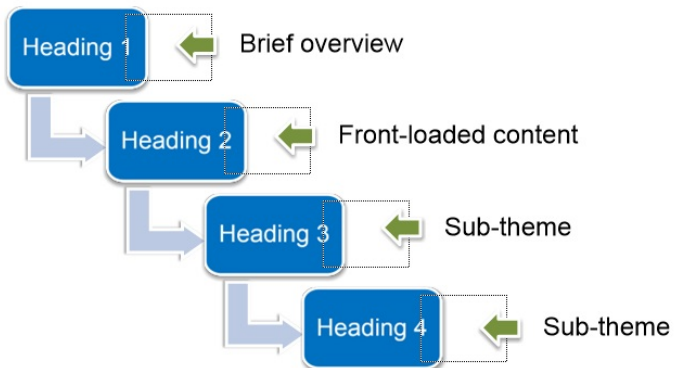 Heading 1
Brief overview
Heading 2
Front-loaded content
Heading 3
Sub-theme
Heading 4
Sub-theme